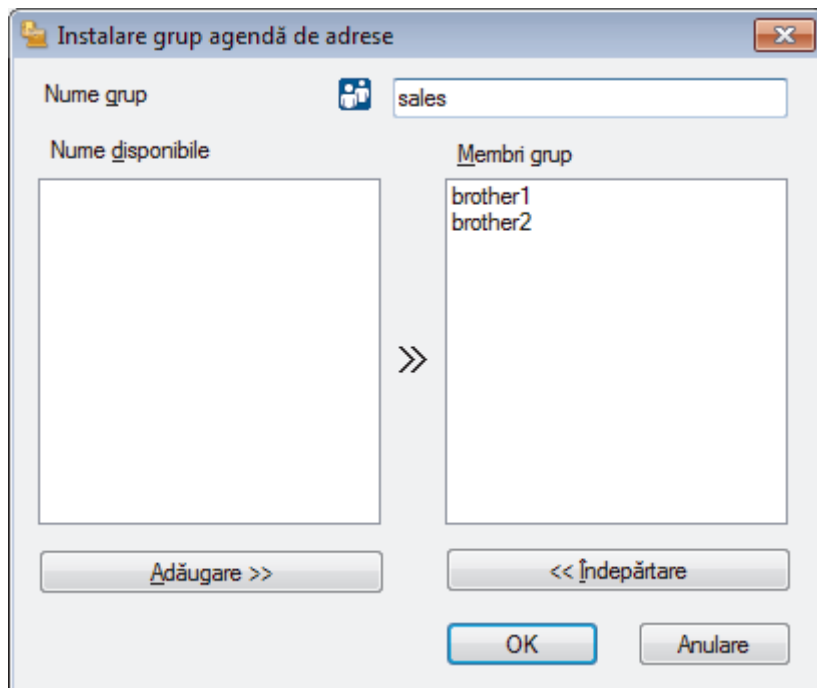 Instalare grup agendă de adrese
Nume grup
sales
Nume disponibile
Membri grup
brother1
brother2
Adăugare >>
<< Îndepărtare
OK
Anulare